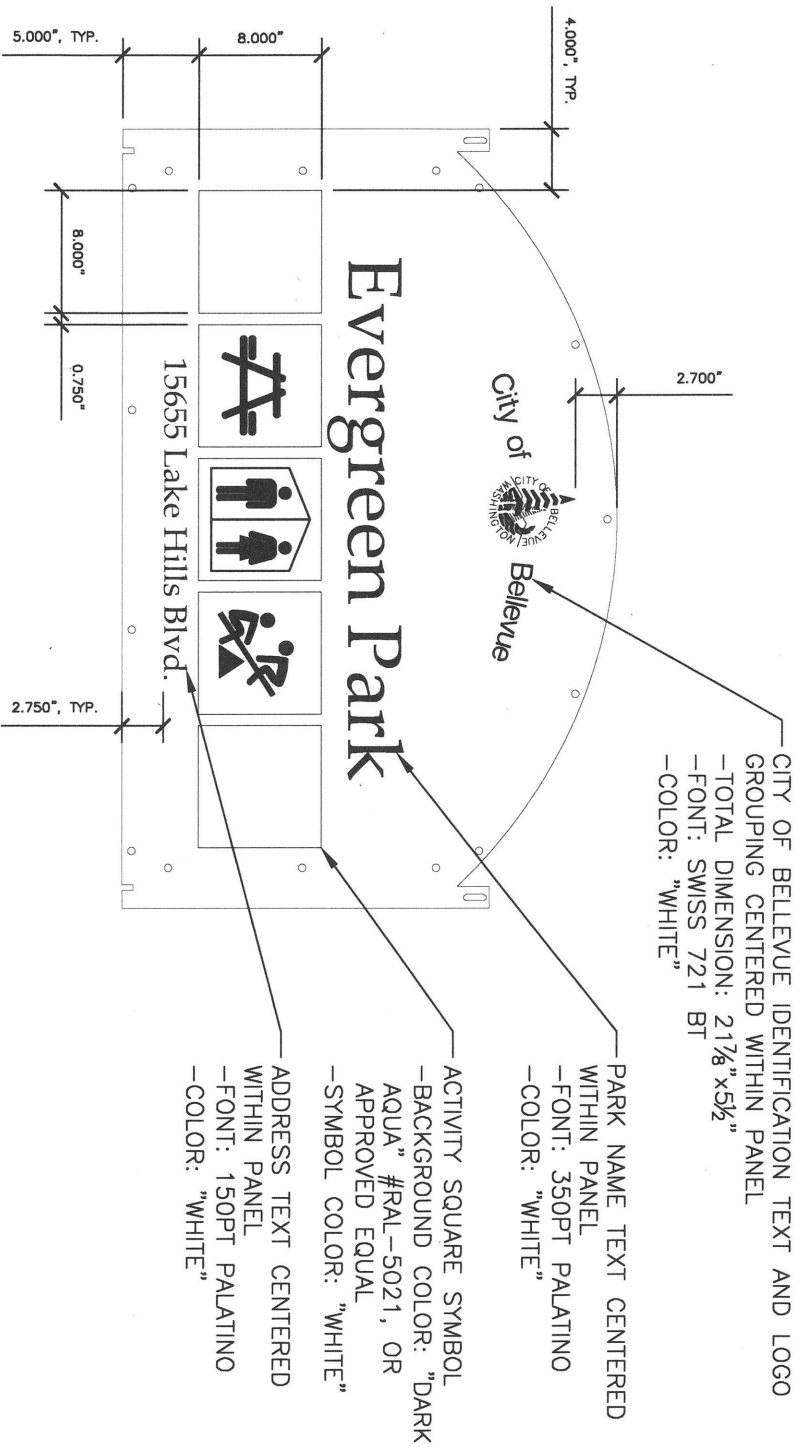 CITY OF BELLEVUE IDENTIFICATION TEXT AND LOGO
GROUPING CENTERED WITHIN PANEL
-TOTAL DIMENSION: 21⅞"x5½"
-FONT: SWISS 721 BT
-COLOR: "WHITE"
PARK NAME TEXT CENTERED
WITHIN PANEL
-FONT: 350PT PALATINO
-COLOR: "WHITE"
ACTIVITY SQUARE SYMBOL
-BACKGROUND COLOR: "DARK
AQUA" #RAL-5021, OR
APPROVED EQUAL
-SYMBOL COLOR: "WHITE"
ADDRESS TEXT CENTERED
WITHIN PANEL
-FONT: 150PT PALATINO
-COLOR: "WHITE"
2.700"
4.000", TYP.
City of Bellevue
CITY OF BELLEVUE
WASHINGTON
Evergreen Park
8.000"
5.000", TYP.
15655 Lake Hills Blvd.
8.000"
0.750"
2.750", TYP.